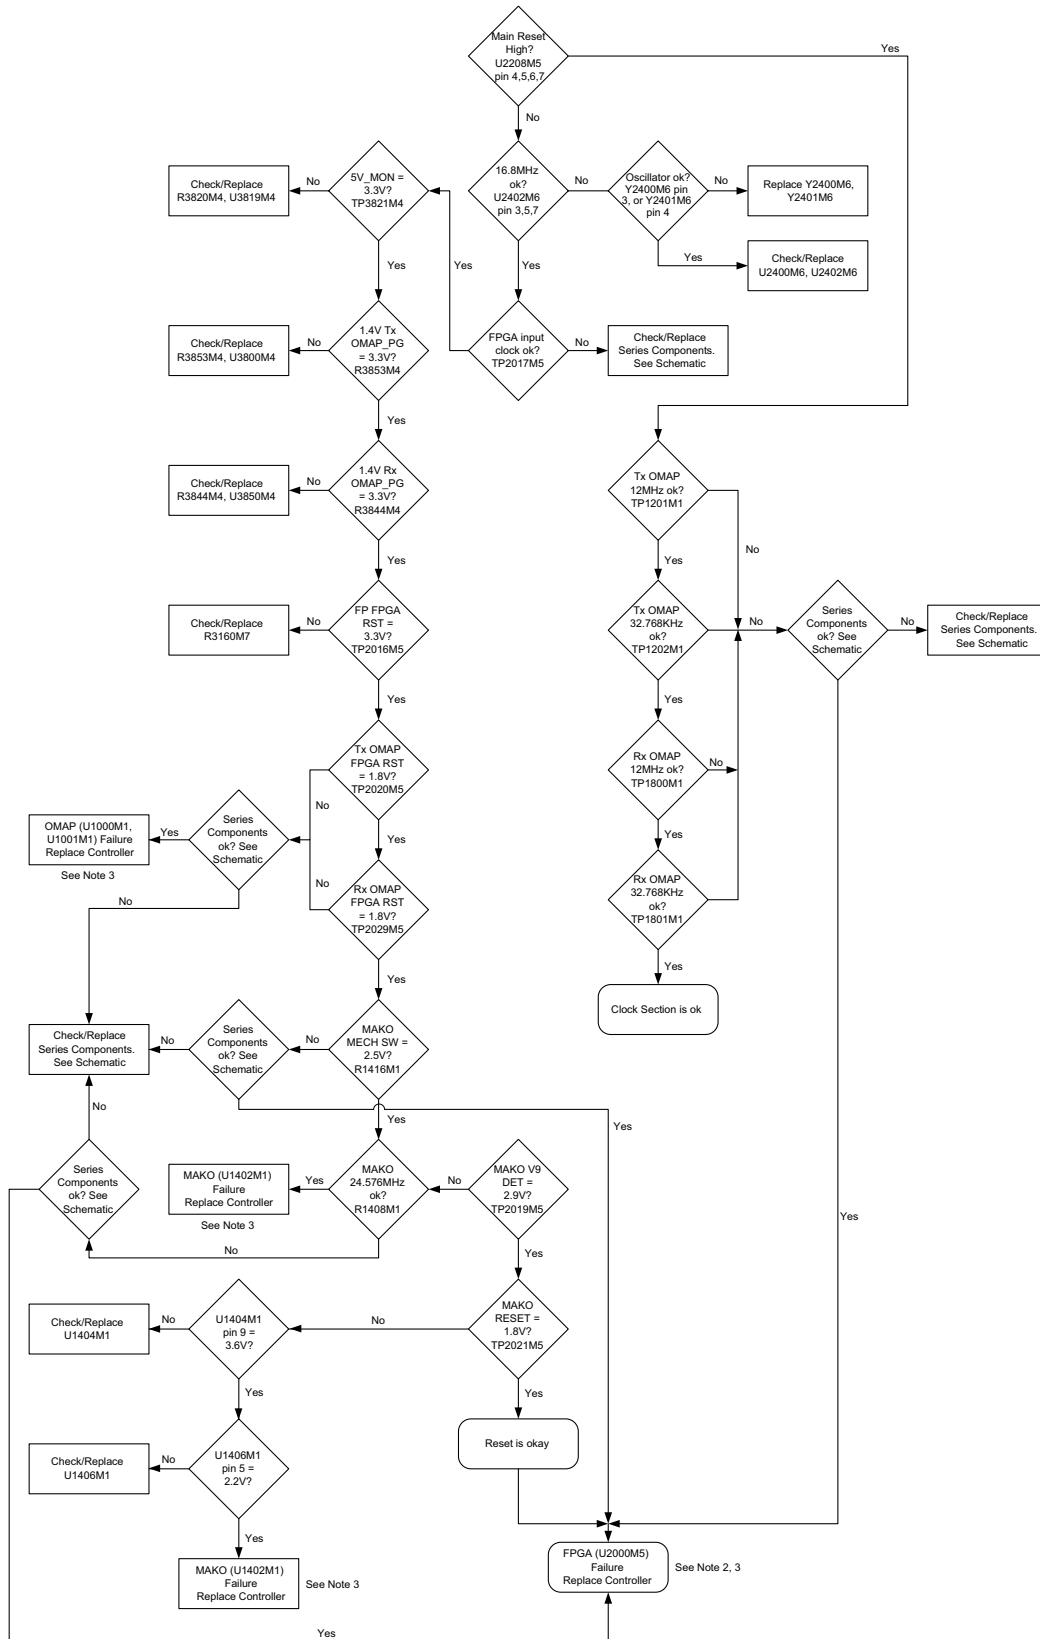 Main Reset
High?
U2208M5
pin 4,5,6,7
Yes
No
Check/Replace
R3820M4, U3819M4
No
5V_MON =
3.3V?
TP3821M4
16.8MHz
ok?
U2402M6
pin 3,5,7
No
Oscillator ok?
Y2400M6 pin
3, or Y2401M6
pin 4
No
Replace Y2400M6,
Y2401M6
Yes
Yes
Yes
Yes
Check/Replace
U2400M6, U2402M6
Check/Replace
R3853M4, U3800M4
No
1.4V Tx
OMAP_PG
= 3.3V?
R3853M4
FPGA input
clock ok?
TP2017M5
No
Check/Replace
Series Components.
See Schematic
Yes
Check/Replace
R3844M4, U3850M4
No
1.4V Rx
OMAP_PG
= 3.3V?
R3844M4
Tx OMAP
12MHz ok?
TP1201M1
No
Yes
Yes
Check/Replace
R3160M7
No
FP FPGA
RST =
3.3V?
TP2016M5
Tx OMAP
32.768KHz
ok?
TP1202M1
No
Series
Components
ok? See
Schematic
No
Check/Replace
Series Components.
See Schematic
Yes
Yes
Tx OMAP
FPGA RST
= 1.8V?
TP2020M5
Rx OMAP
12MHz ok?
TP1800M1
No
No
OMAP (U1000M1,
U1001M1) Failure
Replace Controller
See Note 3
Yes
Series
Components
ok? See
Schematic
Yes
Yes
No
No
Rx OMAP
FPGA RST
= 1.8V?
TP2029M5
Rx OMAP
32.768KHz
ok?
TP1801M1
Yes
Yes
Clock Section is ok
Check/Replace
Series Components.
See Schematic
No
Series
Components
ok? See
Schematic
No
MAKO
MECH SW =
2.5V?
R1416M1
No
Yes
Yes
Series
Components
ok? See
Schematic
MAKO (U1402M1)
Failure
Replace Controller
See Note 3
Yes
MAKO
24.576MHz
ok?
R1408M1
No
MAKO V9
DET =
2.9V?
TP2019M5
Yes
No
Yes
Check/Replace
U1404M1
No
U1404M1
pin 9 =
3.6V?
No
MAKO
RESET =
1.8V?
TP2021M5
Yes
Yes
Check/Replace
U1406M1
No
U1406M1
pin 5 =
2.2V?
Reset is okay
Yes
MAKO (U1402M1)
Failure
Replace Controller
See Note 3
FPGA (U2000M5)
Failure
Replace Controller
See Note 2, 3
Yes